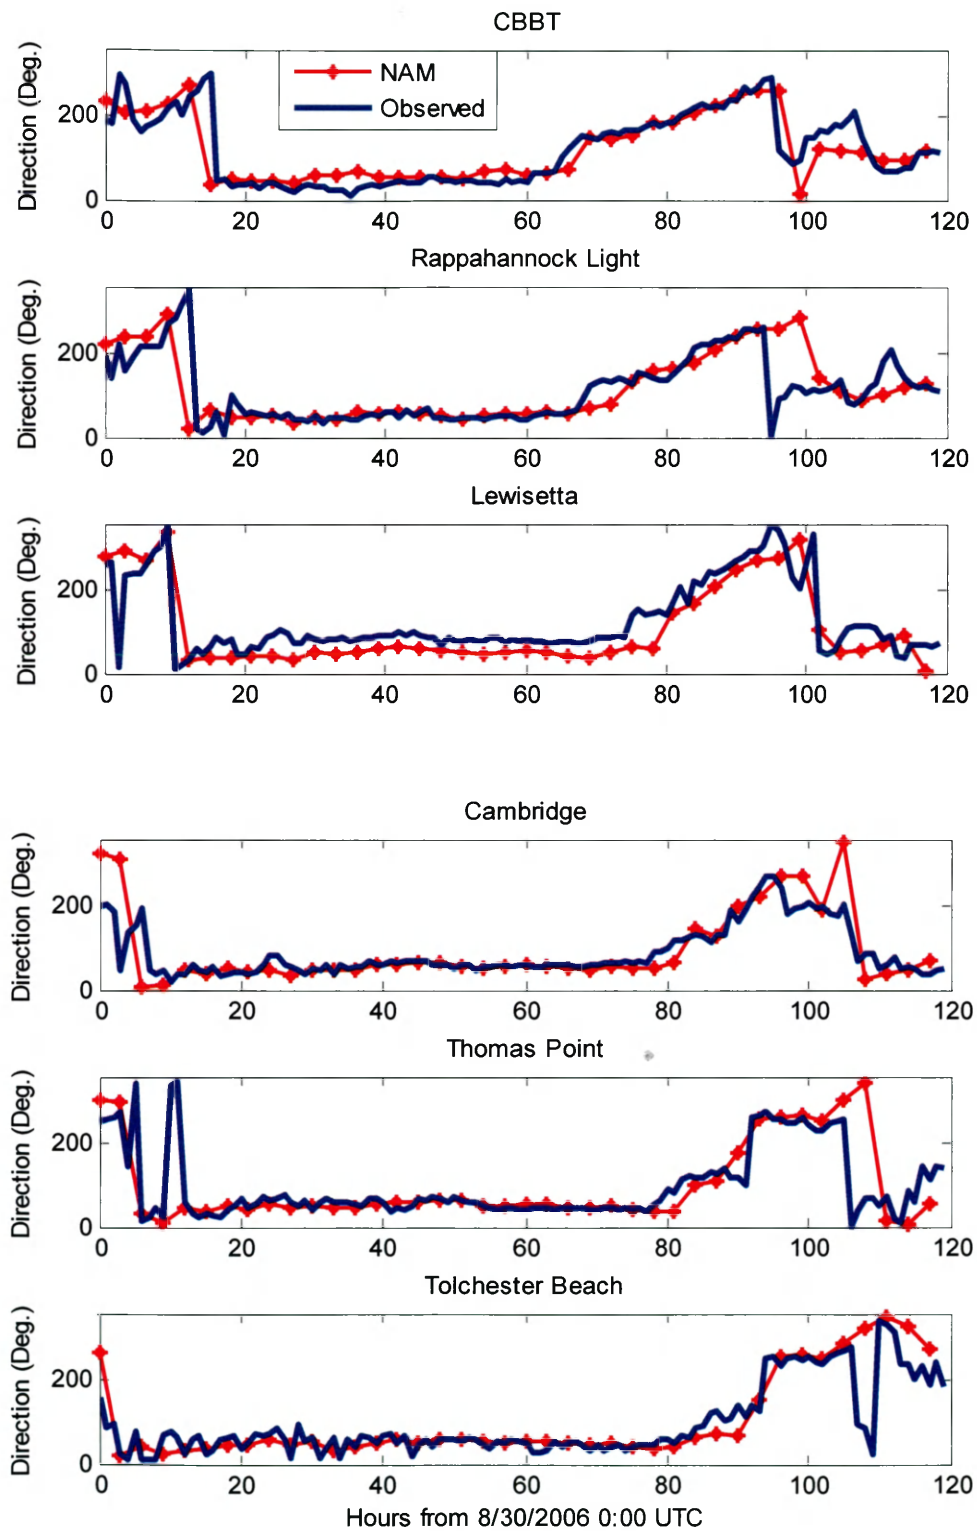 CBBT
Direction (Deg.)
200
0
NAM
Observed
0 20 40 60 80 100 120
Rappahannock Light
Direction (Deg.)
200
0
0 20 40 60 80 100 120
Lewisetta
Direction (Deg.)
200
0
0 20 40 60 80 100 120
Cambridge
Direction (Deg.)
200
0
0 20 40 60 80 100 120
Thomas Point
Direction (Deg.)
200
0
0 20 40 60 80 100 120
Tolchester Beach
Direction (Deg.)
200
0
0 20 40 60 80 100 120
Hours from 8/30/2006 0:00 UTC